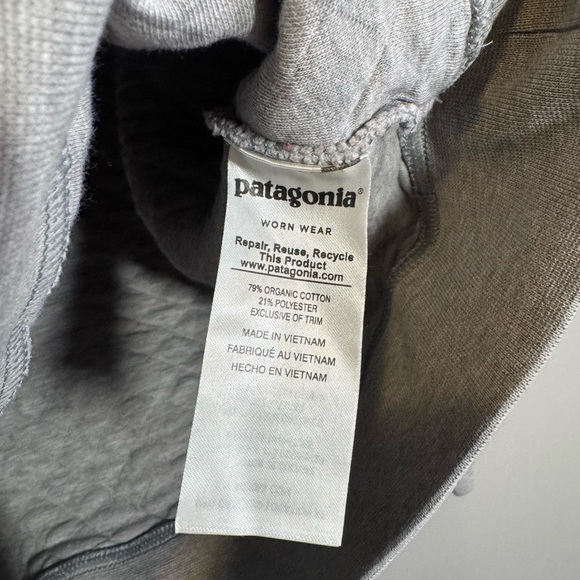 patagonia®
WORN WEAR
Repair, Reuse, Recycle
This Product
www.patagonia.com
79% ORGANIC COTTON
21% POLYESTER
EXCLUSIVE OF TRIM
MADE IN VIETNAM
FABRIQUÉ AU VIETNAM
HECHO EN VIETNAM